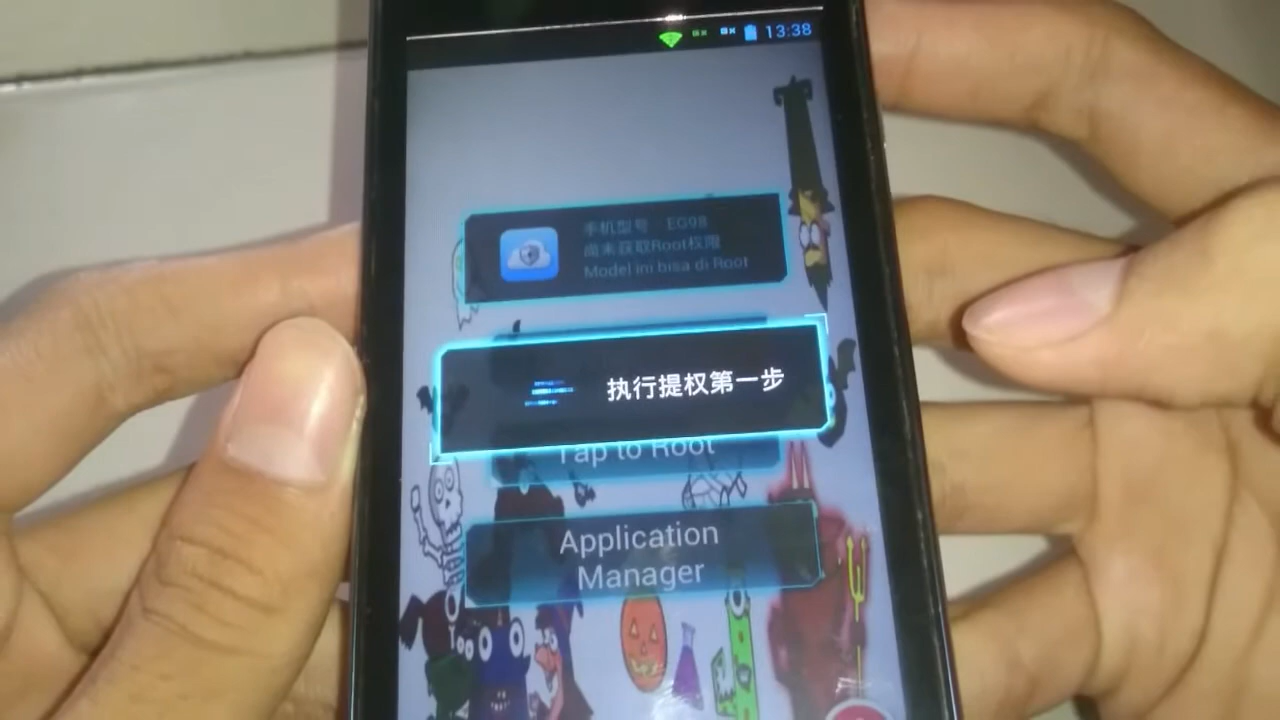 13:38
手机型号 EG98
尚未获取Root权限
Model ini bisa di Root
执行提权第一步
Tap to Root
Application
Manager